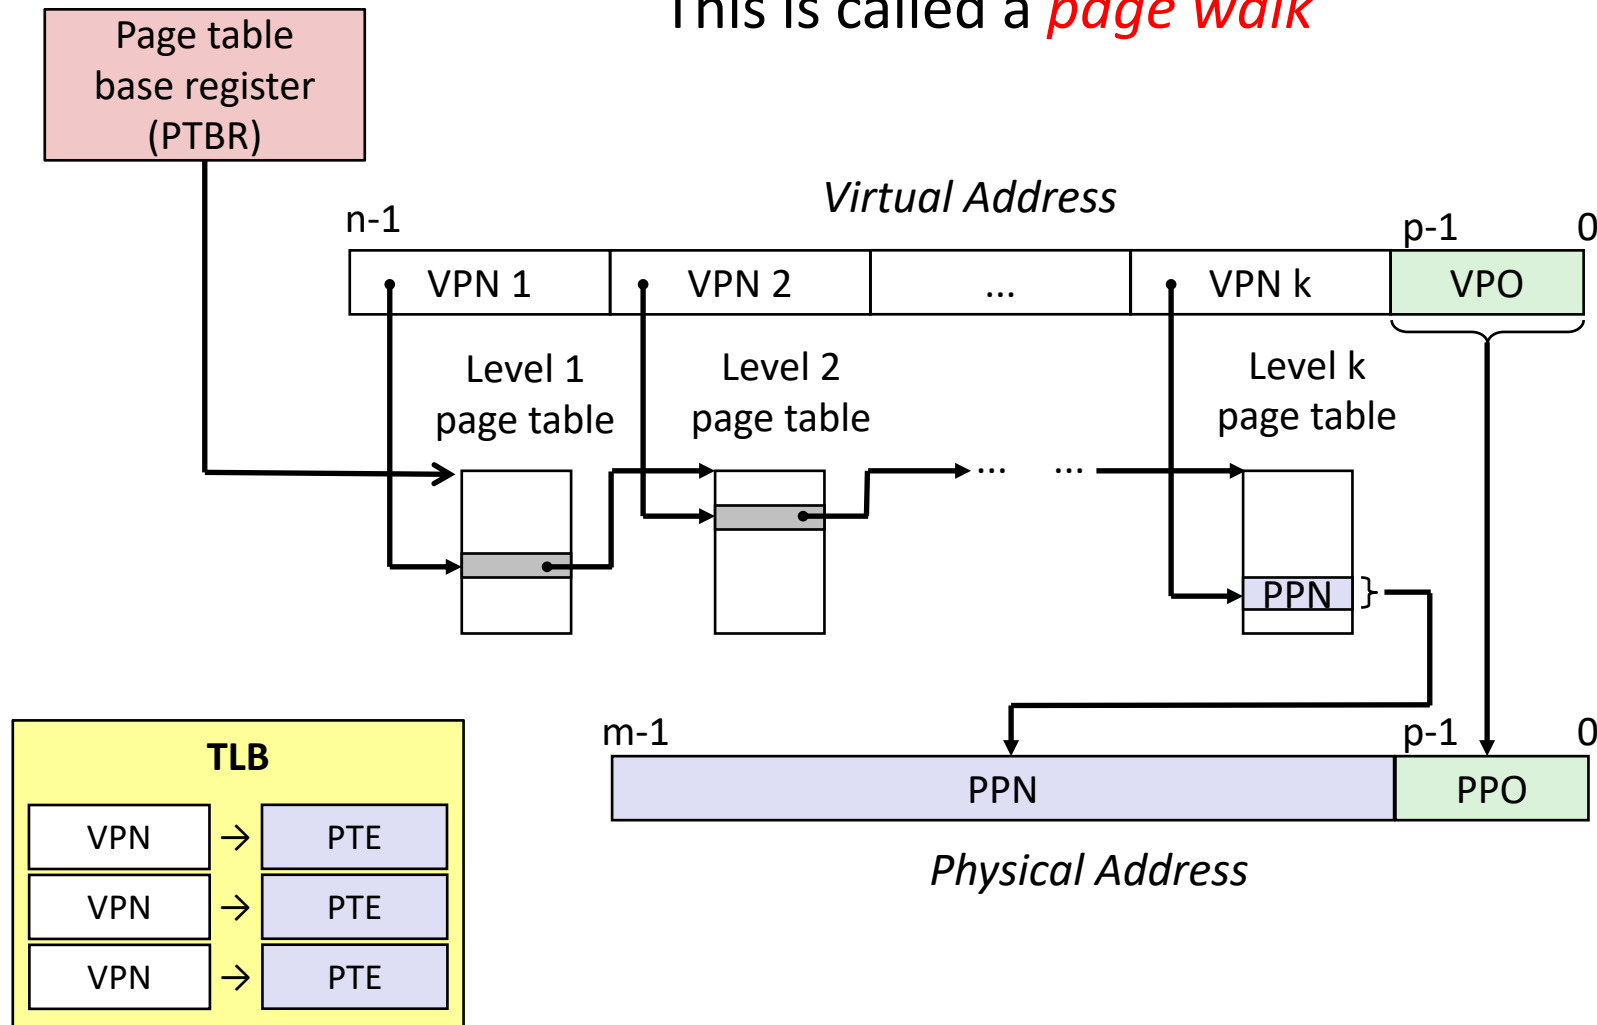 This is called a page walk
Page table
base register
(PTBR)
Virtual Address
n-1
p-1
0
VPN 1
VPN 2
...
VPN k
VPO
Level 1
page table
Level 2
page table
Level k
page table
...
...
PPN
m-1
p-1
0
PPN
PPO
Physical Address
TLB
VPN → PTE
VPN → PTE
VPN → PTE